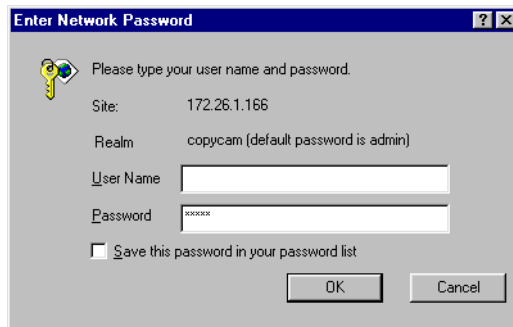 Enter Network Password
Please type your user name and password.
Site: 172.26.1.166
Realm copycam (default password is admin)
User Name
Password xxxxx
Save this password in your password list
OK Cancel